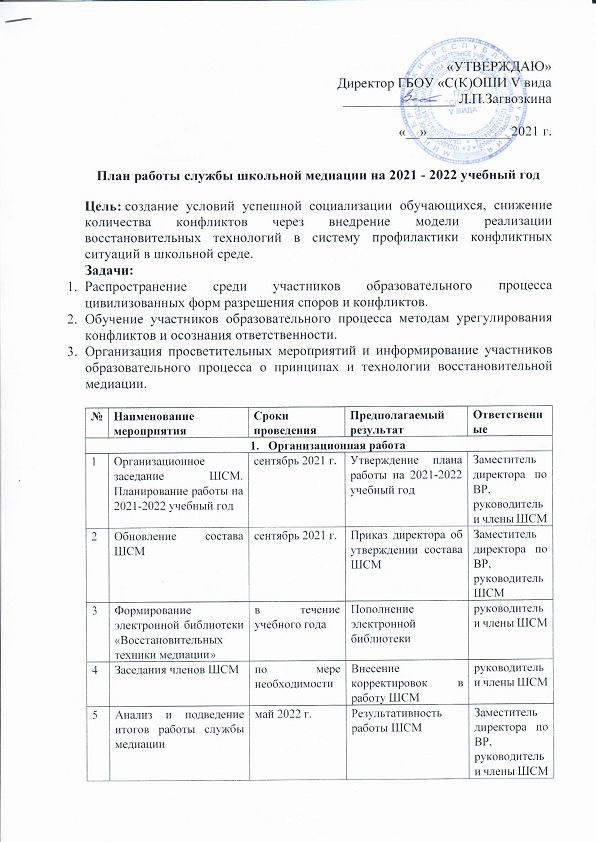 «УТВЕРЖДАЮ»
Директор ГБОУ «С(К)ОШИ V вида
Л.П.Загвозкина
«__»____________2021 г.
План работы службы школьной медиации на 2021 - 2022 учебный год
Цель: создание условий успешной социализации обучающихся, снижение
количества конфликтов через внедрение модели реализации
восстановительных технологий в систему профилактики конфликтных
ситуаций в школьной среде.
Задачи:
1. Распространение среди участников образовательного процесса
цивилизованных форм разрешения споров и конфликтов.
2. Обучение участников образовательного процесса методам урегулирования
конфликтов и осознания ответственности.
3. Организация просветительных мероприятий и информирование участников
образовательного процесса о принципах и технологии восстановительной
медиации.
№ Наименование Сроки Предполагаемый Ответственн
мероприятия проведения результат ые
1. Организационная работа
1 Организационное сентябрь 2021 г. Утверждение плана Заместитель
заседание ШСМ. работы на 2021-2022 директора по
Планирование работы на учебный год ВР,
2021-2022 учебный год руководитель
и члены ШСМ
2 Обновление состава сентябрь 2021 г. Приказ директора об Заместитель
ШСМ утверждении состава директора по
ШСМ ВР,
руководитель
ШСМ
3 Формирование в течение Пополнение руководитель
электронной библиотеки учебного года электронной и члены ШСМ
«Восстановительные библиотеки
техники медиации»
4 Заседания членов ШСМ по мере Внесение руководитель
необходимости корректировок в и члены ШСМ
работу ШСМ
5 Анализ и подведение май 2022 г. Результативность Заместитель
итогов работы службы работы ШСМ директора по
медиации ВР,
руководитель
и члены ШСМ